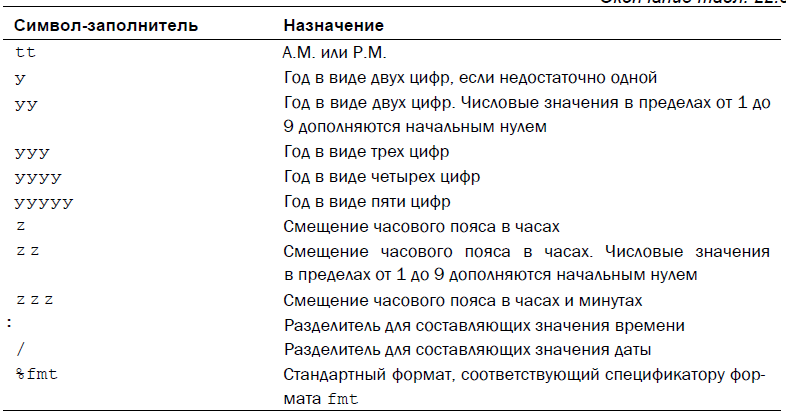 Окончание табл. 22.
Символ-заполнитель Назначение
tt А.М. или Р.М.
y Год в виде двух цифр, если недостаточно одной
yy Год в виде двух цифр. Числовые значения в пределах от 1 до
9 дополняются начальным нулем
yyy Год в виде трех цифр
yyyy Год в виде четырех цифр
yyyyy Год в виде пяти цифр
z Смещение часового пояса в часах
zz Смещение часового пояса в часах. Числовые значения
в пределах от 1 до 9 дополняются начальным нулем
zzz Смещение часового пояса в часах и минутах
: Разделитель для составляющих значения времени
/ Разделитель для составляющих значения даты
%fmt Стандартный формат, соответствующий спецификатору фор-
мата fmt